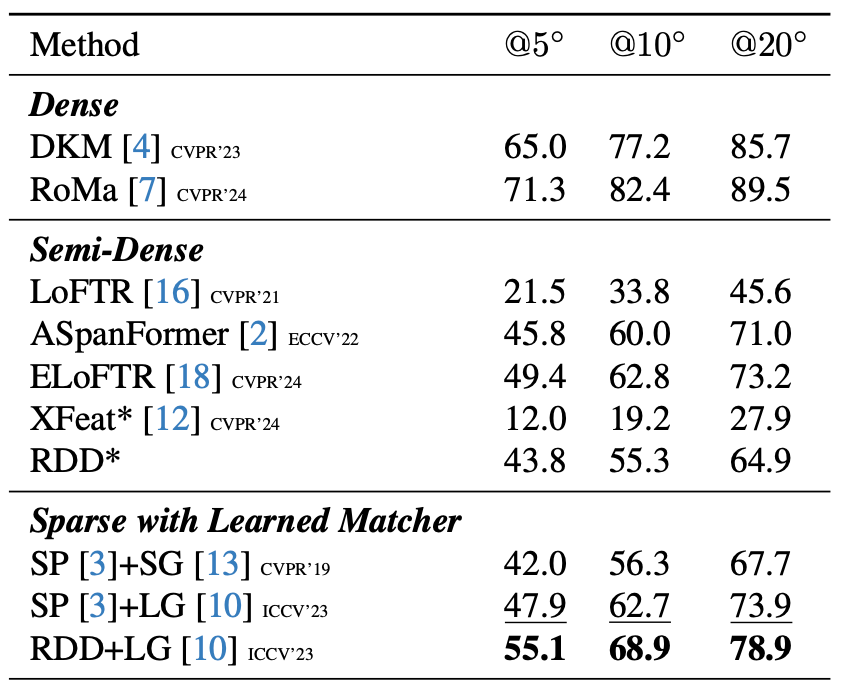 Method @5° @10° @20°
Dense
DKM [4] CVPR'23 65.0 77.2 85.7
RoMa [7] CVPR'24 71.3 82.4 89.5
Semi-Dense
LoFTR [16] CVPR'21 21.5 33.8 45.6
ASpanFormer [2] ECCV'22 45.8 60.0 71.0
ELoFTR [18] CVPR'24 49.4 62.8 73.2
XFeat* [12] CVPR'24 12.0 19.2 27.9
RDD* 43.8 55.3 64.9
Sparse with Learned Matcher
SP [3]+SG [13] CVPR'19 42.0 56.3 67.7
SP [3]+LG [10] ICCV'23 47.9 62.7 73.9
RDD+LG [10] ICCV'23 55.1 68.9 78.9